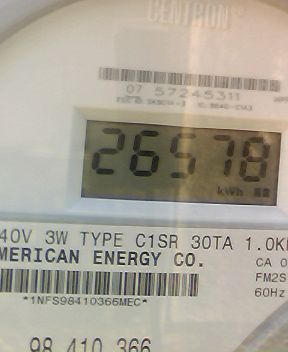 CENTRON®
07 57245311
26578
kWh
40V 3W TYPE C1SR 30TA 1.0K
MERICAN ENERGY CO.
CA 0
FM2S
*1NFS98410366MEC*
60Hz
98 410 366